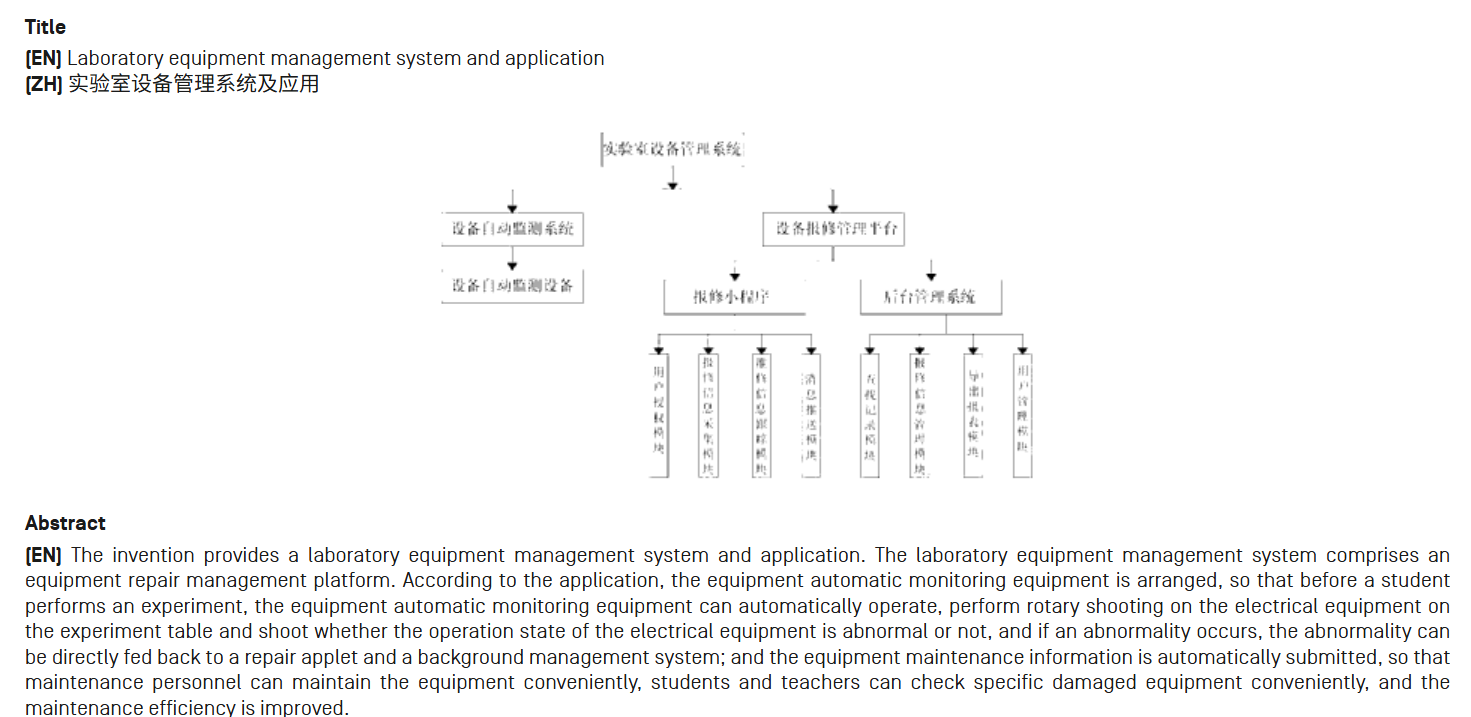 Title
(EN) Laboratory equipment management system and application
(ZH) 实验室设备管理系统及应用
实验室设备管理系统
设备自动监测系统
设备报修管理平台
设备自动监测设备
报修小程序
后台管理系统
用户授权模块
报修信息采集模块
维修信息跟踪模块
消息推送模块
查找记录模块
报修信息管理模块
导出报表模块
用户管理模块
Abstract
(EN) The invention provides a laboratory equipment management system and application. The laboratory equipment management system comprises an
equipment repair management platform. According to the application, the equipment automatic monitoring equipment is arranged, so that before a student
performs an experiment, the equipment automatic monitoring equipment can automatically operate, perform rotary shooting on the electrical equipment on
the experiment table and shoot whether the operation state of the electrical equipment is abnormal or not, and if an abnormality occurs, the abnormality can
be directly fed back to a repair applet and a background management system; and the equipment maintenance information is automatically submitted, so that
maintenance personnel can maintain the equipment conveniently, students and teachers can check specific damaged equipment conveniently, and the
maintenance efficiency is improved.